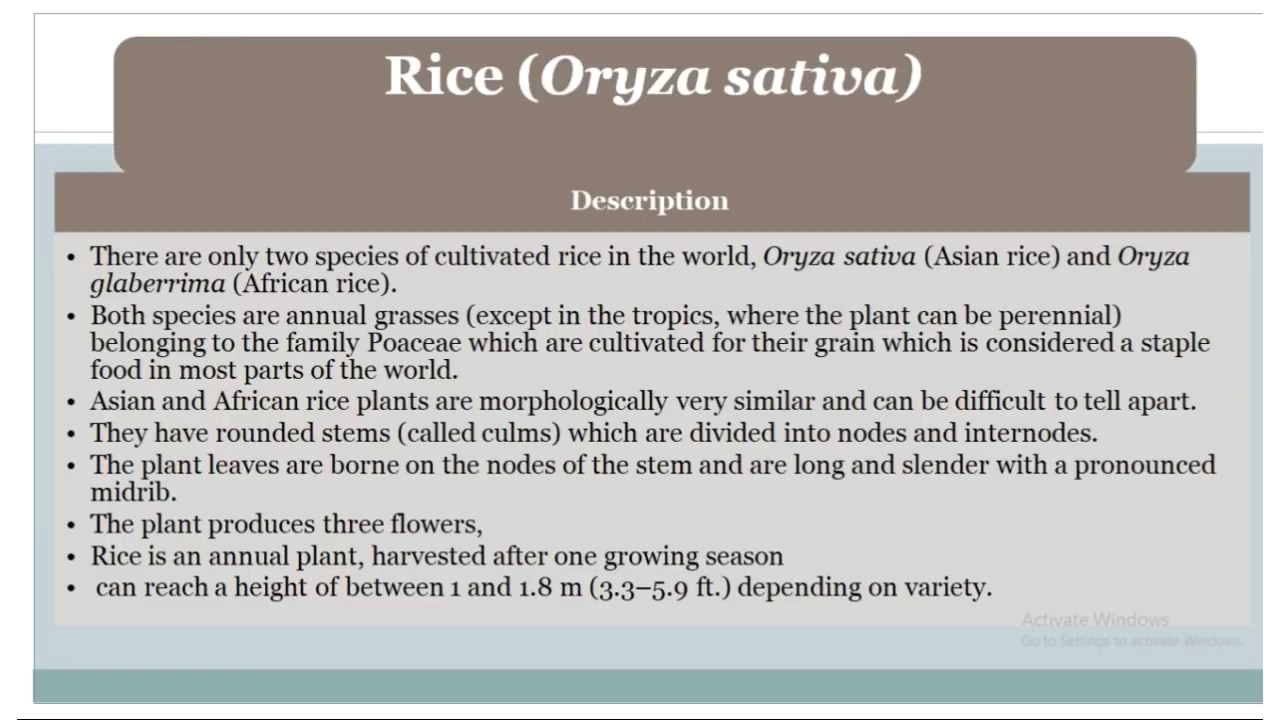 Rice (Oryza sativa)
Description
• There are only two species of cultivated rice in the world, Oryza sativa (Asian rice) and Oryza
glaberrima (African rice).
• Both species are annual grasses (except in the tropics, where the plant can be perennial)
belonging to the family Poaceae which are cultivated for their grain which is considered a staple
food in most parts of the world.
• Asian and African rice plants are morphologically very similar and can be difficult to tell apart.
• They have rounded stems (called culms) which are divided into nodes and internodes.
• The plant leaves are borne on the nodes of the stem and are long and slender with a pronounced
midrib.
• The plant produces three flowers,
• Rice is an annual plant, harvested after one growing season
• can reach a height of between 1 and 1.8 m (3.3–5.9 ft.) depending on variety.
Activate Windows
Go to Settings to activate Windows.